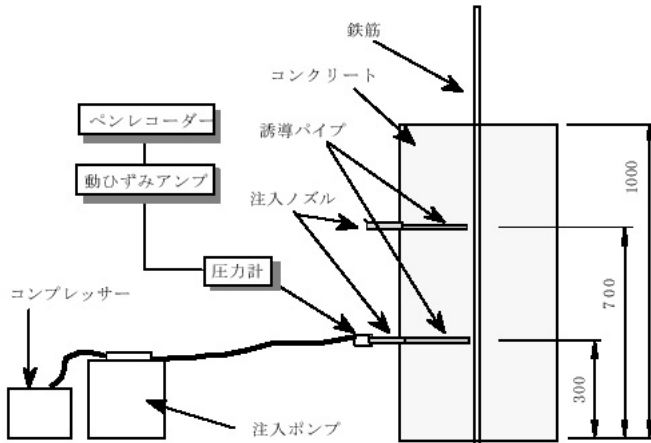 鉄筋
コンクリート
ペンレコーダー
誘導パイプ
動ひずみアンプ
注入ノズル
圧力計
コンプレッサー
注入ポンプ
1000
700
300